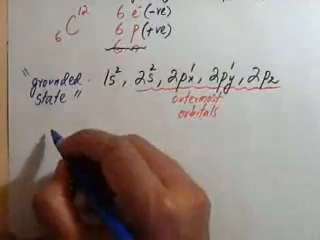 ₆C¹² 6 e⁻ (-ve)
6 p (+ve)
"grounded state" . 1s², 2s², 2px¹, 2py¹, 2pz
outermost
orbitals